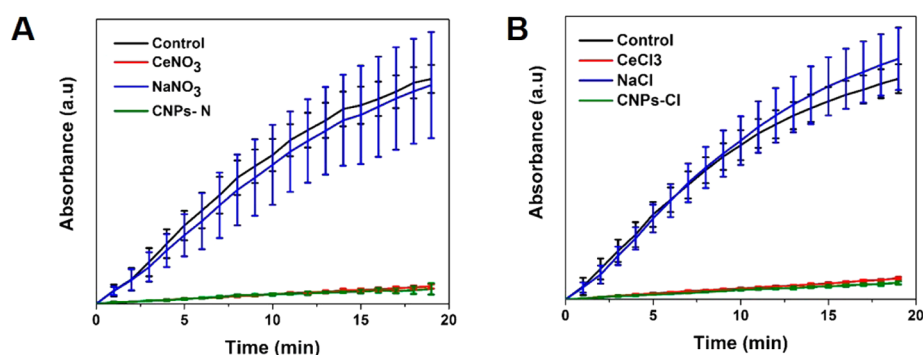 A
Control
CeNO3
NaNO3
CNPs- N
Absorbance (a.u)
0 5 10 15 20
Time (min)
B
Control
CeCl3
NaCl
CNPs-Cl
Absorbance (a.u)
0 5 10 15 20
Time (min)